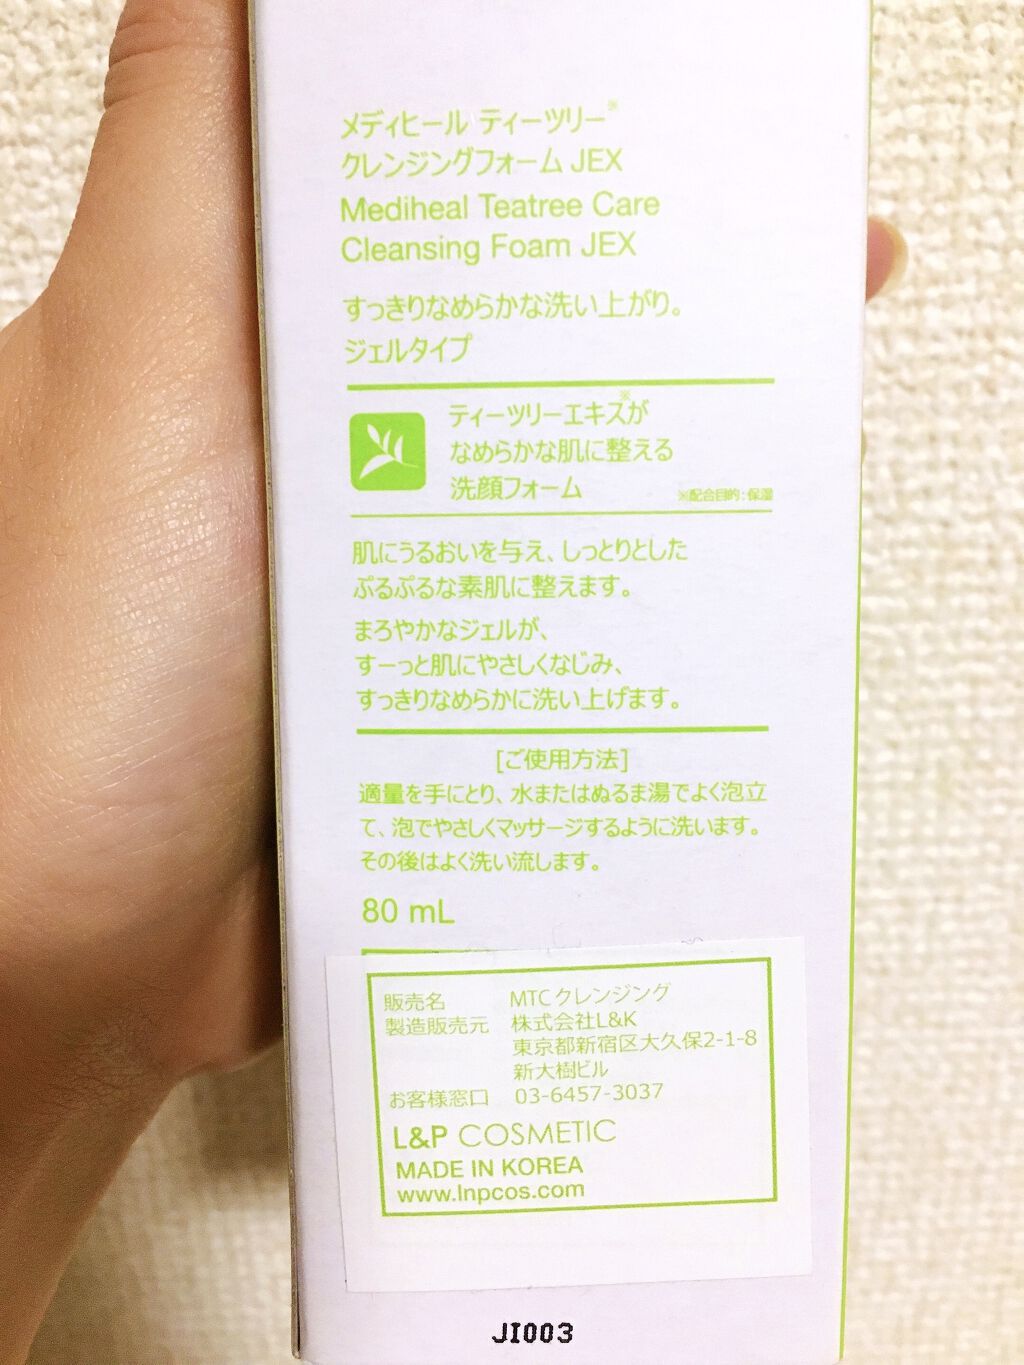 メディヒール ティーツリー※
クレンジングフォーム JEX
Mediheal Teatree Care
Cleansing Foam JEX
すっきりなめらかな洗い上がり。
ジェルタイプ
ティーツリーエキス※が
なめらかな肌に整える
洗顔フォーム
※配合目的:保湿
肌にうるおいを与え、しっとりとした
ぷるぷるな素肌に整えます。
まろやかなジェルが、
すーっと肌にやさしくなじみ、
すっきりなめらかに洗い上げます。
[ご使用方法]
適量を手にとり、水またはぬるま湯でよく泡立
て、泡でやさしくマッサージするように洗います。
その後はよく洗い流します。
80 mL
販売名 MTCクレンジング
製造販売元 株式会社L&K
東京都新宿区大久保2-1-8
新大樹ビル
お客様窓口 03-6457-3037
L&P COSMETIC
MADE IN KOREA
www.lnpcos.com
JI003